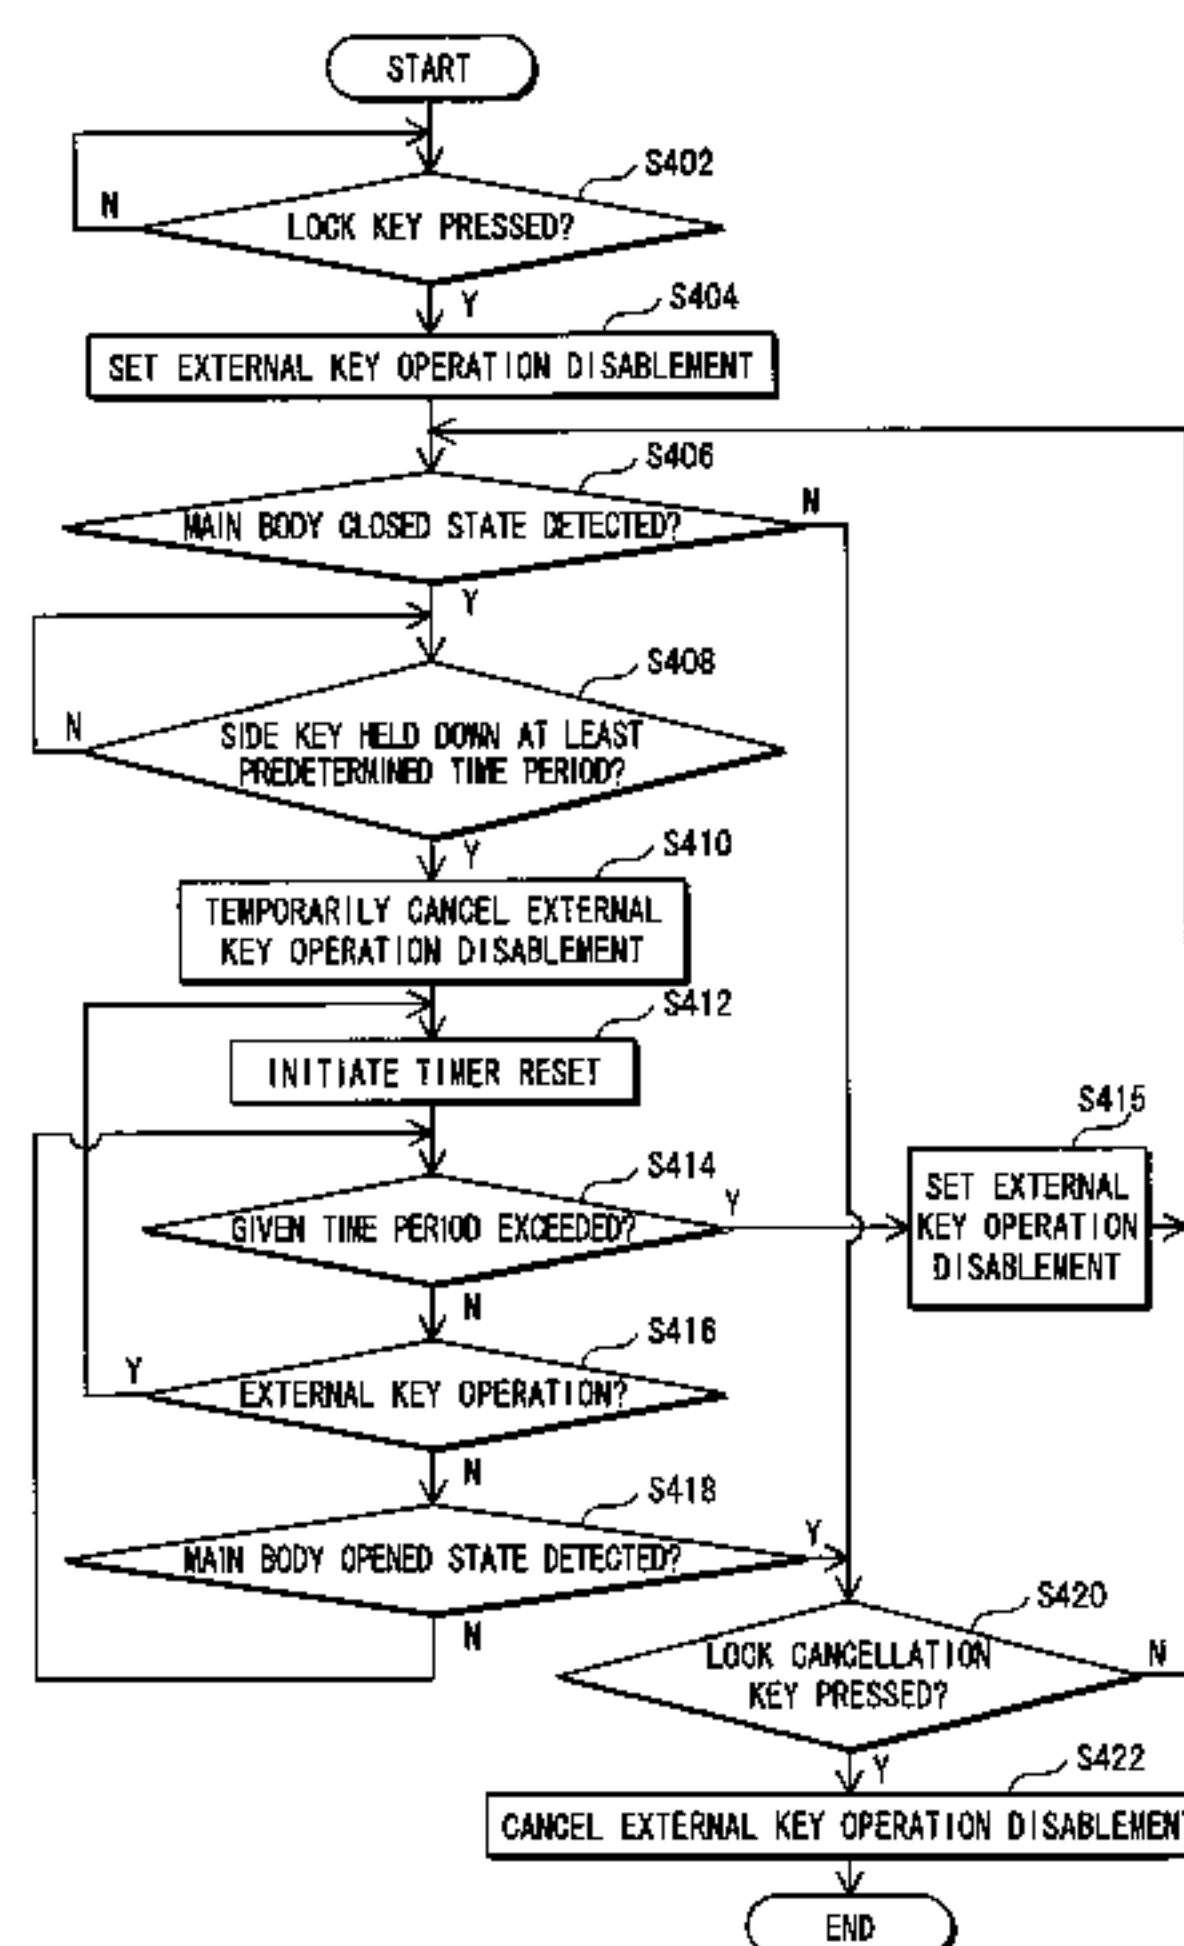 START
S402
N
LOCK KEY PRESSED?
Y
S404
SET EXTERNAL KEY OPERATION DISABLEMENT
S406
N
MAIN BODY CLOSED STATE DETECTED?
Y
S408
N
SIDE KEY HELD DOWN AT LEAST
PREDETERMINED TIME PERIOD?
Y
S410
TEMPORARILY CANCEL EXTERNAL
KEY OPERATION DISABLEMENT
S412
INITIATE TIMER RESET
S414
Y
GIVEN TIME PERIOD EXCEEDED?
N
S415
SET EXTERNAL
KEY OPERATION
DISABLEMENT
S416
Y
EXTERNAL KEY OPERATION?
N
S418
Y
MAIN BODY OPENED STATE DETECTED?
N
S420
LOCK CANCELLATION
KEY PRESSED?
N
Y
S422
CANCEL EXTERNAL KEY OPERATION DISABLEMENT
END